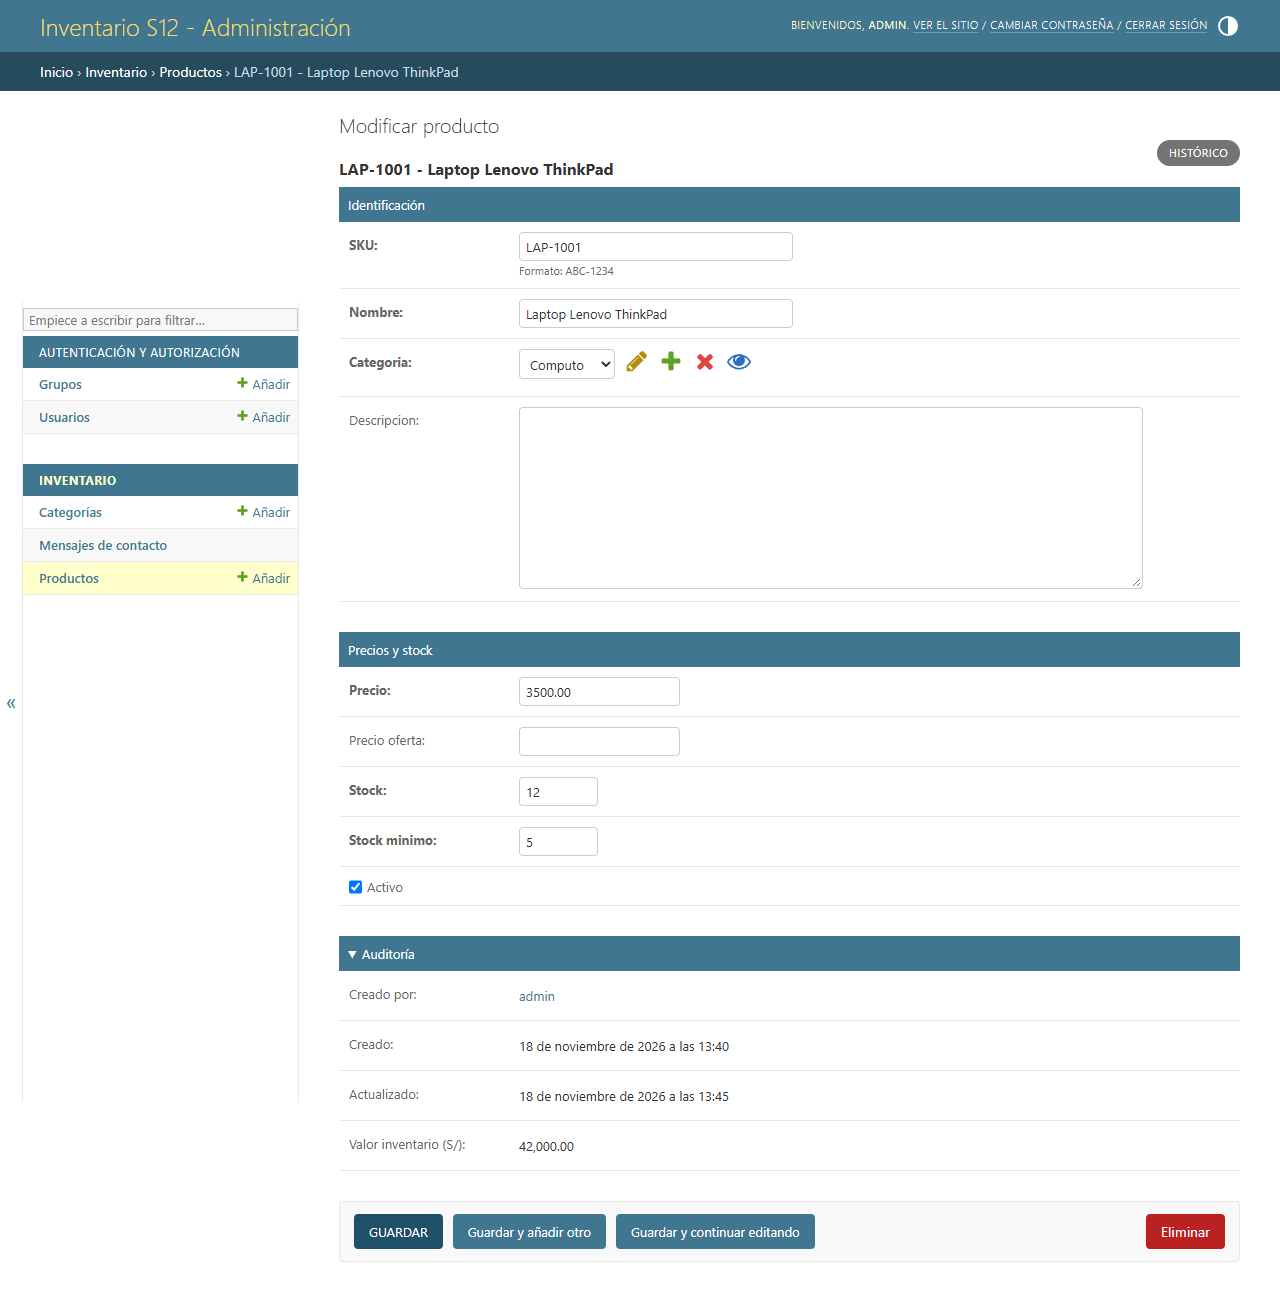 Inventario S12 - Administración
BIENVENIDOS, ADMIN. VER EL SITIO / CAMBIAR CONTRASEÑA / CERRAR SESIÓN
Inicio › Inventario › Productos › LAP-1001 - Laptop Lenovo ThinkPad
Modificar producto
HISTÓRICO
LAP-1001 - Laptop Lenovo ThinkPad
Empiece a escribir para filtrar...
AUTENTICACIÓN Y AUTORIZACIÓN
Grupos Añadir
Usuarios Añadir
INVENTARIO
Categorías Añadir
Mensajes de contacto
Productos Añadir
«
Identificación
SKU: LAP-1001
Formato: ABC-1234
Nombre: Laptop Lenovo ThinkPad
Categoria: Computo
Descripcion:
Precios y stock
Precio: 3500.00
Precio oferta:
Stock: 12
Stock minimo: 5
Activo
Auditoría
Creado por: admin
Creado: 18 de noviembre de 2026 a las 13:40
Actualizado: 18 de noviembre de 2026 a las 13:45
Valor inventario (S/): 42,000.00
GUARDAR Guardar y añadir otro Guardar y continuar editando Eliminar